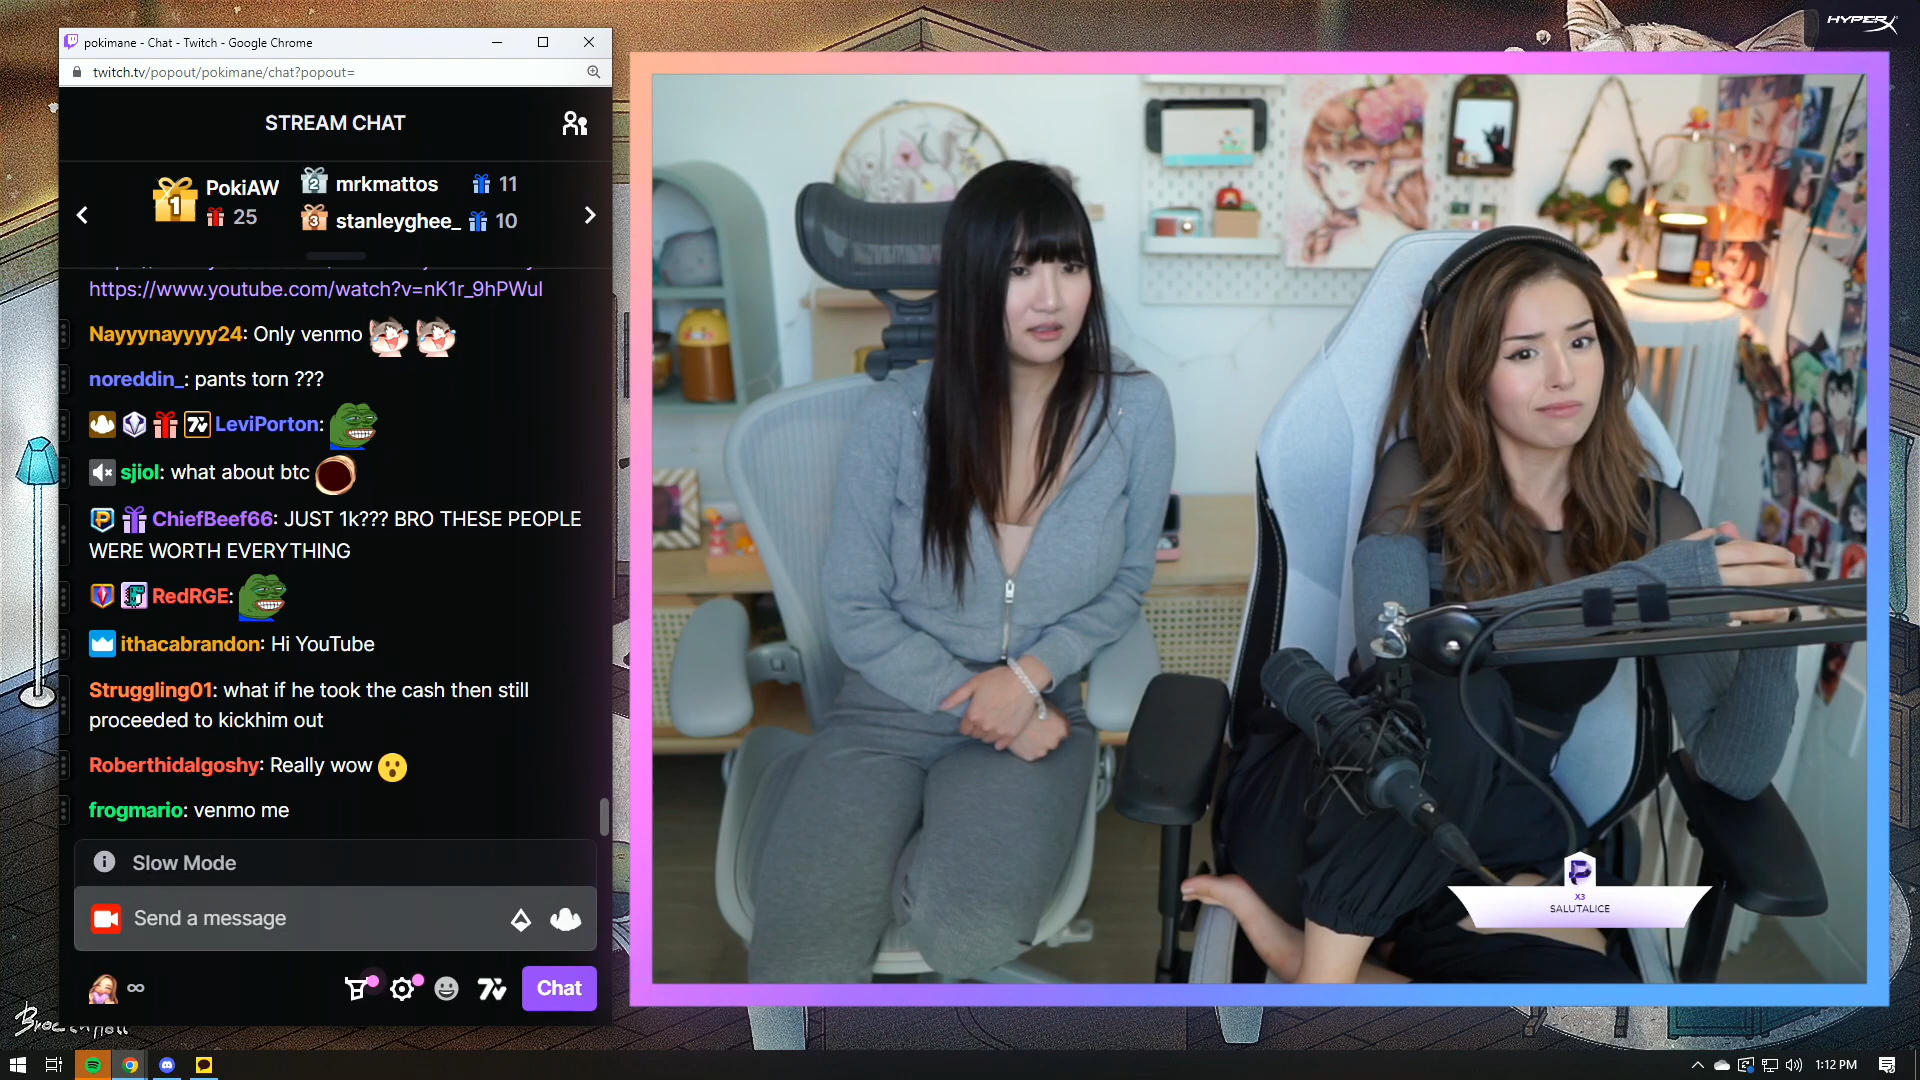 pokimane - Chat - Twitch - Google Chrome
twitch.tv/popout/pokimane/chat?popout=
STREAM CHAT
1 PokiAW 25
2 mrkmattos 11
3 stanleyghee_ 10
https://www.youtube.com/watch?v=nK1r_9hPWuI
Nayyynayyyy24: Only venmo
noreddin_: pants torn ???
LeviPorton:
sjiol: what about btc
ChiefBeef66: JUST 1k??? BRO THESE PEOPLE
WERE WORTH EVERYTHING
RedRGE:
ithacabrandon: Hi YouTube
Struggling01: what if he took the cash then still
proceeded to kickhim out
Roberthidalgoshy: Really wow
frogmario: venmo me
Slow Mode
Send a message
Chat
HYPERX
X3
SALUTALICE
1:12 PM